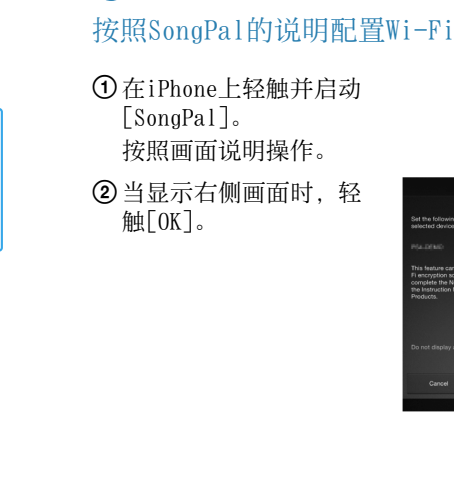 按照SongPal的说明配置Wi-Fi
①在iPhone上轻触并启动
[SongPal]。
按照画面说明操作。
②当显示右侧画面时，轻
触[OK]。
Set the following
selected device
This feature can
Fi encryption
complete the
the Instruction
Products.
Do not display
Cancel